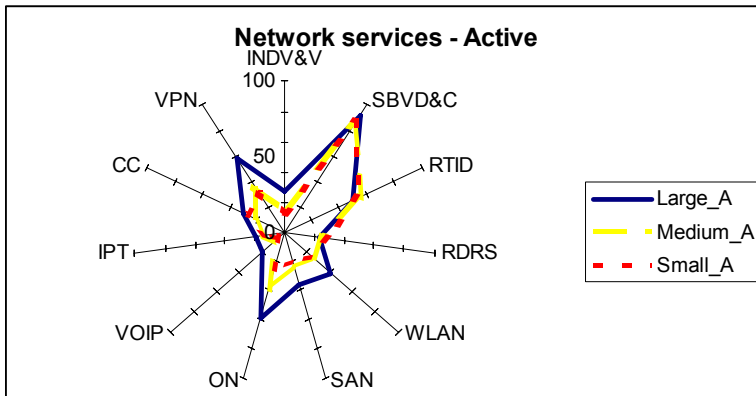 Network services - Active
INDV&V
100
SBVD&C
VPN
50
CC
RTID
0
IPT
RDRS
VOIP
WLAN
ON
SAN
Large_A
Medium_A
Small_A